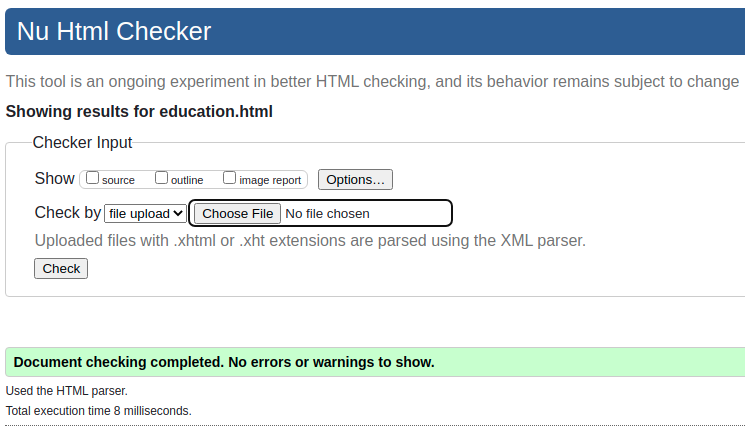 Nu Html Checker
This tool is an ongoing experiment in better HTML checking, and its behavior remains subject to change
Showing results for education.html
Checker Input
Show source outline image report Options...
Check by file upload Choose File No file chosen
Uploaded files with .xhtml or .xht extensions are parsed using the XML parser.
Check
Document checking completed. No errors or warnings to show.
Used the HTML parser.
Total execution time 8 milliseconds.